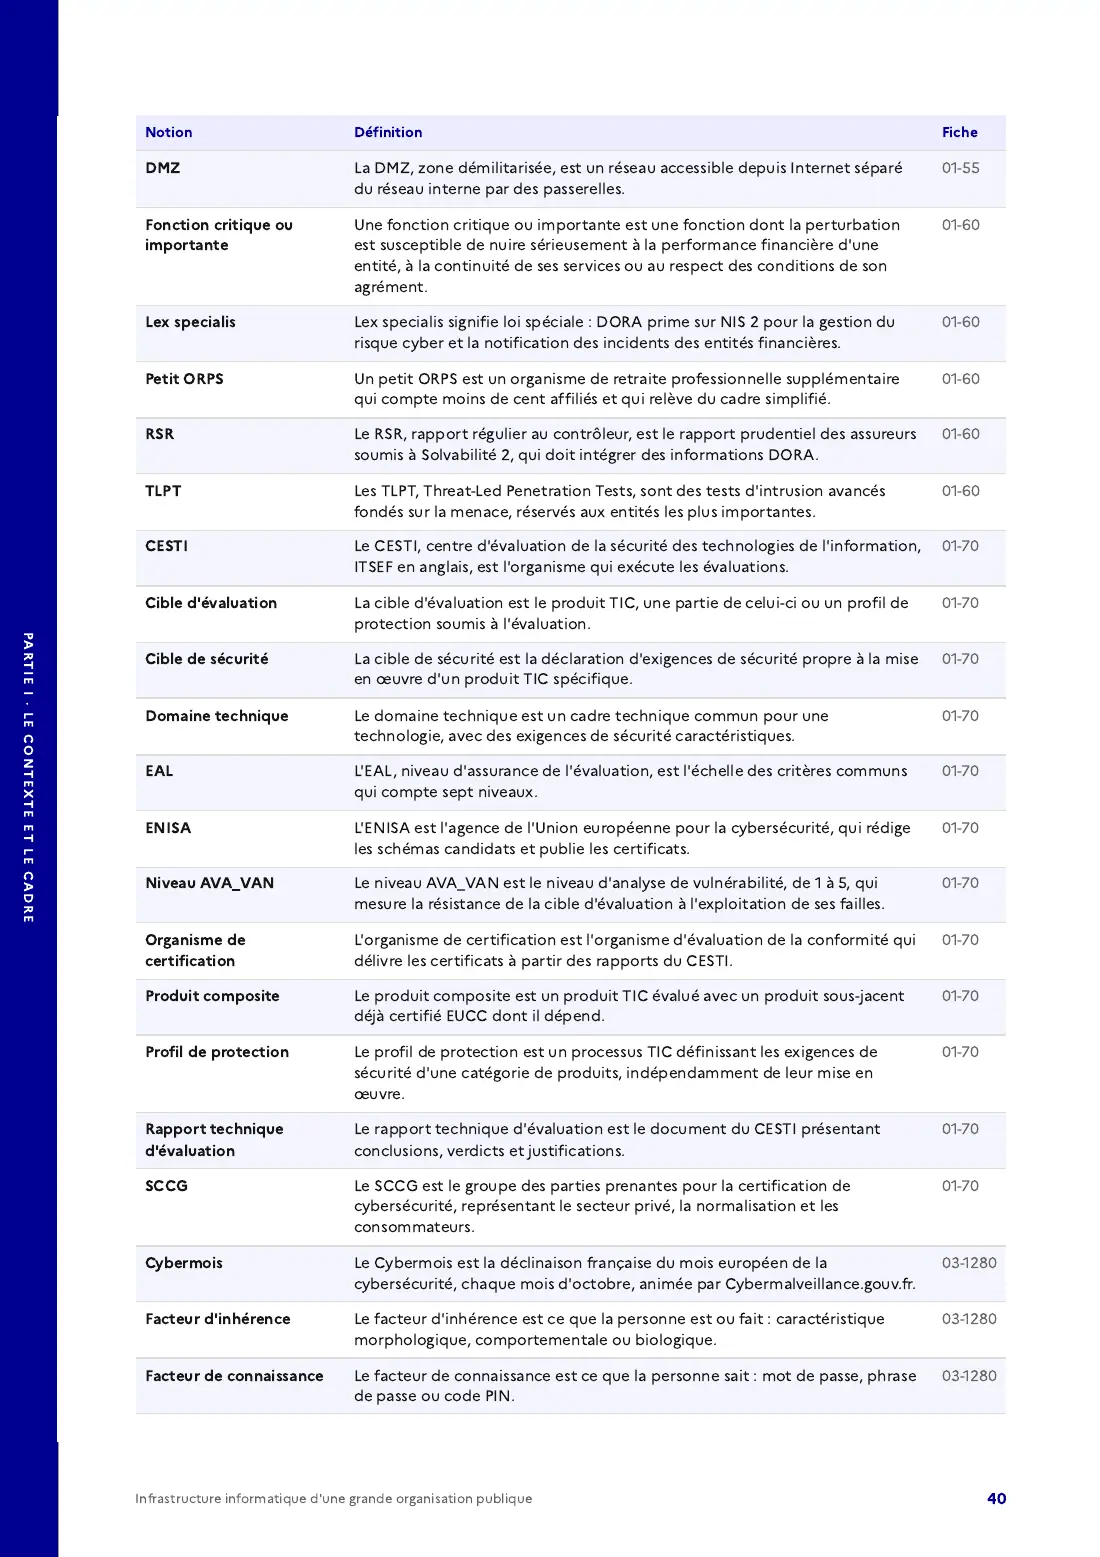 PARTIE I · LE CONTEXTE ET LE CADRE
Notion Définition Fiche
DMZ La DMZ, zone démilitarisée, est un réseau accessible depuis Internet séparé 01-55
du réseau interne par des passerelles.
Fonction critique ou Une fonction critique ou importante est une fonction dont la perturbation 01-60
importante est susceptible de nuire sérieusement à la performance financière d'une
entité, à la continuité de ses services ou au respect des conditions de son
agrément.
Lex specialis Lex specialis signifie loi spéciale : DORA prime sur NIS 2 pour la gestion du 01-60
risque cyber et la notification des incidents des entités financières.
Petit ORPS Un petit ORPS est un organisme de retraite professionnelle supplémentaire 01-60
qui compte moins de cent affiliés et qui relève du cadre simplifié.
RSR Le RSR, rapport régulier au contrôleur, est le rapport prudentiel des assureurs 01-60
soumis à Solvabilité 2, qui doit intégrer des informations DORA.
TLPT Les TLPT, Threat-Led Penetration Tests, sont des tests d'intrusion avancés 01-60
fondés sur la menace, réservés aux entités les plus importantes.
CESTI Le CESTI, centre d'évaluation de la sécurité des technologies de l'information, 01-70
ITSEF en anglais, est l'organisme qui exécute les évaluations.
Cible d'évaluation La cible d'évaluation est le produit TIC, une partie de celui-ci ou un profil de 01-70
protection soumis à l'évaluation.
Cible de sécurité La cible de sécurité est la déclaration d'exigences de sécurité propre à la mise 01-70
en œuvre d'un produit TIC spécifique.
Domaine technique Le domaine technique est un cadre technique commun pour une 01-70
technologie, avec des exigences de sécurité caractéristiques.
EAL L'EAL, niveau d'assurance de l'évaluation, est l'échelle des critères communs 01-70
qui compte sept niveaux.
ENISA L'ENISA est l'agence de l'Union européenne pour la cybersécurité, qui rédige 01-70
les schémas candidats et publie les certificats.
Niveau AVA_VAN Le niveau AVA_VAN est le niveau d'analyse de vulnérabilité, de 1 à 5, qui 01-70
mesure la résistance de la cible d'évaluation à l'exploitation de ses failles.
Organisme de L'organisme de certification est l'organisme d'évaluation de la conformité qui 01-70
certification délivre les certificats à partir des rapports du CESTI.
Produit composite Le produit composite est un produit TIC évalué avec un produit sous-jacent 01-70
déjà certifié EUCC dont il dépend.
Profil de protection Le profil de protection est un processus TIC définissant les exigences de 01-70
sécurité d'une catégorie de produits, indépendamment de leur mise en
œuvre.
Rapport technique Le rapport technique d'évaluation est le document du CESTI présentant 01-70
d'évaluation conclusions, verdicts et justifications.
SCCG Le SCCG est le groupe des parties prenantes pour la certification de 01-70
cybersécurité, représentant le secteur privé, la normalisation et les
consommateurs.
Cybermois Le Cybermois est la déclinaison française du mois européen de la 03-1280
cybersécurité, chaque mois d'octobre, animée par Cybermalveillance.gouv.fr.
Facteur d'inhérence Le facteur d'inhérence est ce que la personne est ou fait : caractéristique 03-1280
morphologique, comportementale ou biologique.
Facteur de connaissance Le facteur de connaissance est ce que la personne sait : mot de passe, phrase 03-1280
de passe ou code PIN.
Infrastructure informatique d'une grande organisation publique 40